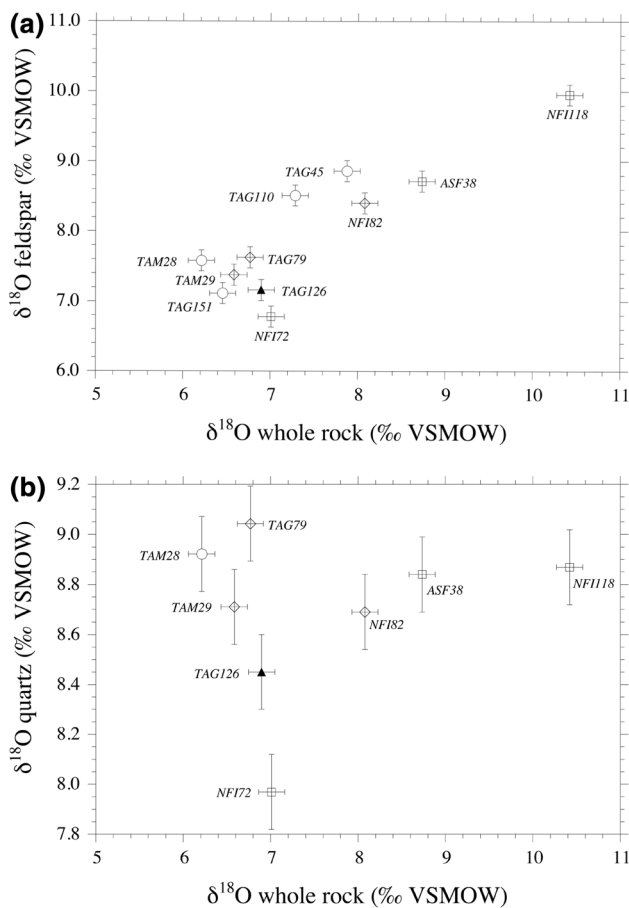 (a)
11.0
10.0
9.0
8.0
7.0
6.0
δ18O feldspar (‰ VSMOW)
NFI118
TAG45
ASF38
TAG110
NFI82
TAM28
TAG79
TAM29
TAG126
TAG151
NFI72
5 6 7 8 9 10 11
δ18O whole rock (‰ VSMOW)
(b)
9.2
9.0
8.8
8.6
8.4
8.2
8.0
7.8
δ18O quartz (‰ VSMOW)
TAG79
TAM28
ASF38
NFI118
TAM29
NFI82
TAG126
NFI72
5 6 7 8 9 10 11
δ18O whole rock (‰ VSMOW)